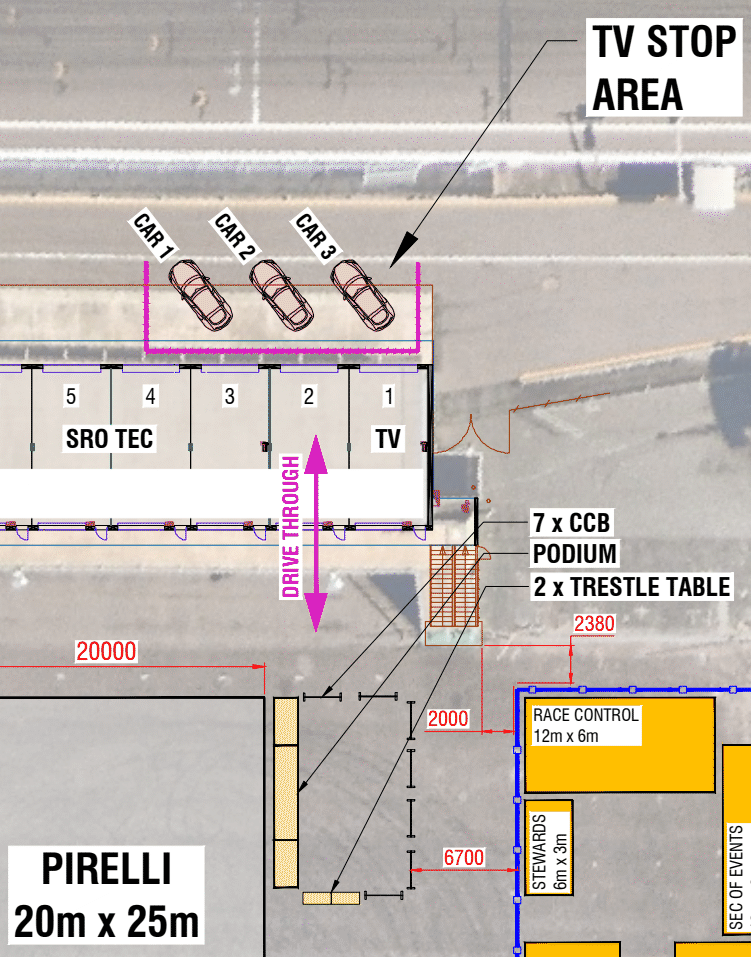 TV STOP
AREA
CAR 1
CAR 2
CAR 3
5
4
3
2
1
SRO TEC
TV
DRIVE THROUGH
7 x CCB
PODIUM
2 x TRESTLE TABLE
2380
20000
2000
RACE CONTROL
12m x 6m
STEWARDS
6m x 3m
6700
SEC OF EVENTS
PIRELLI
20m x 25m